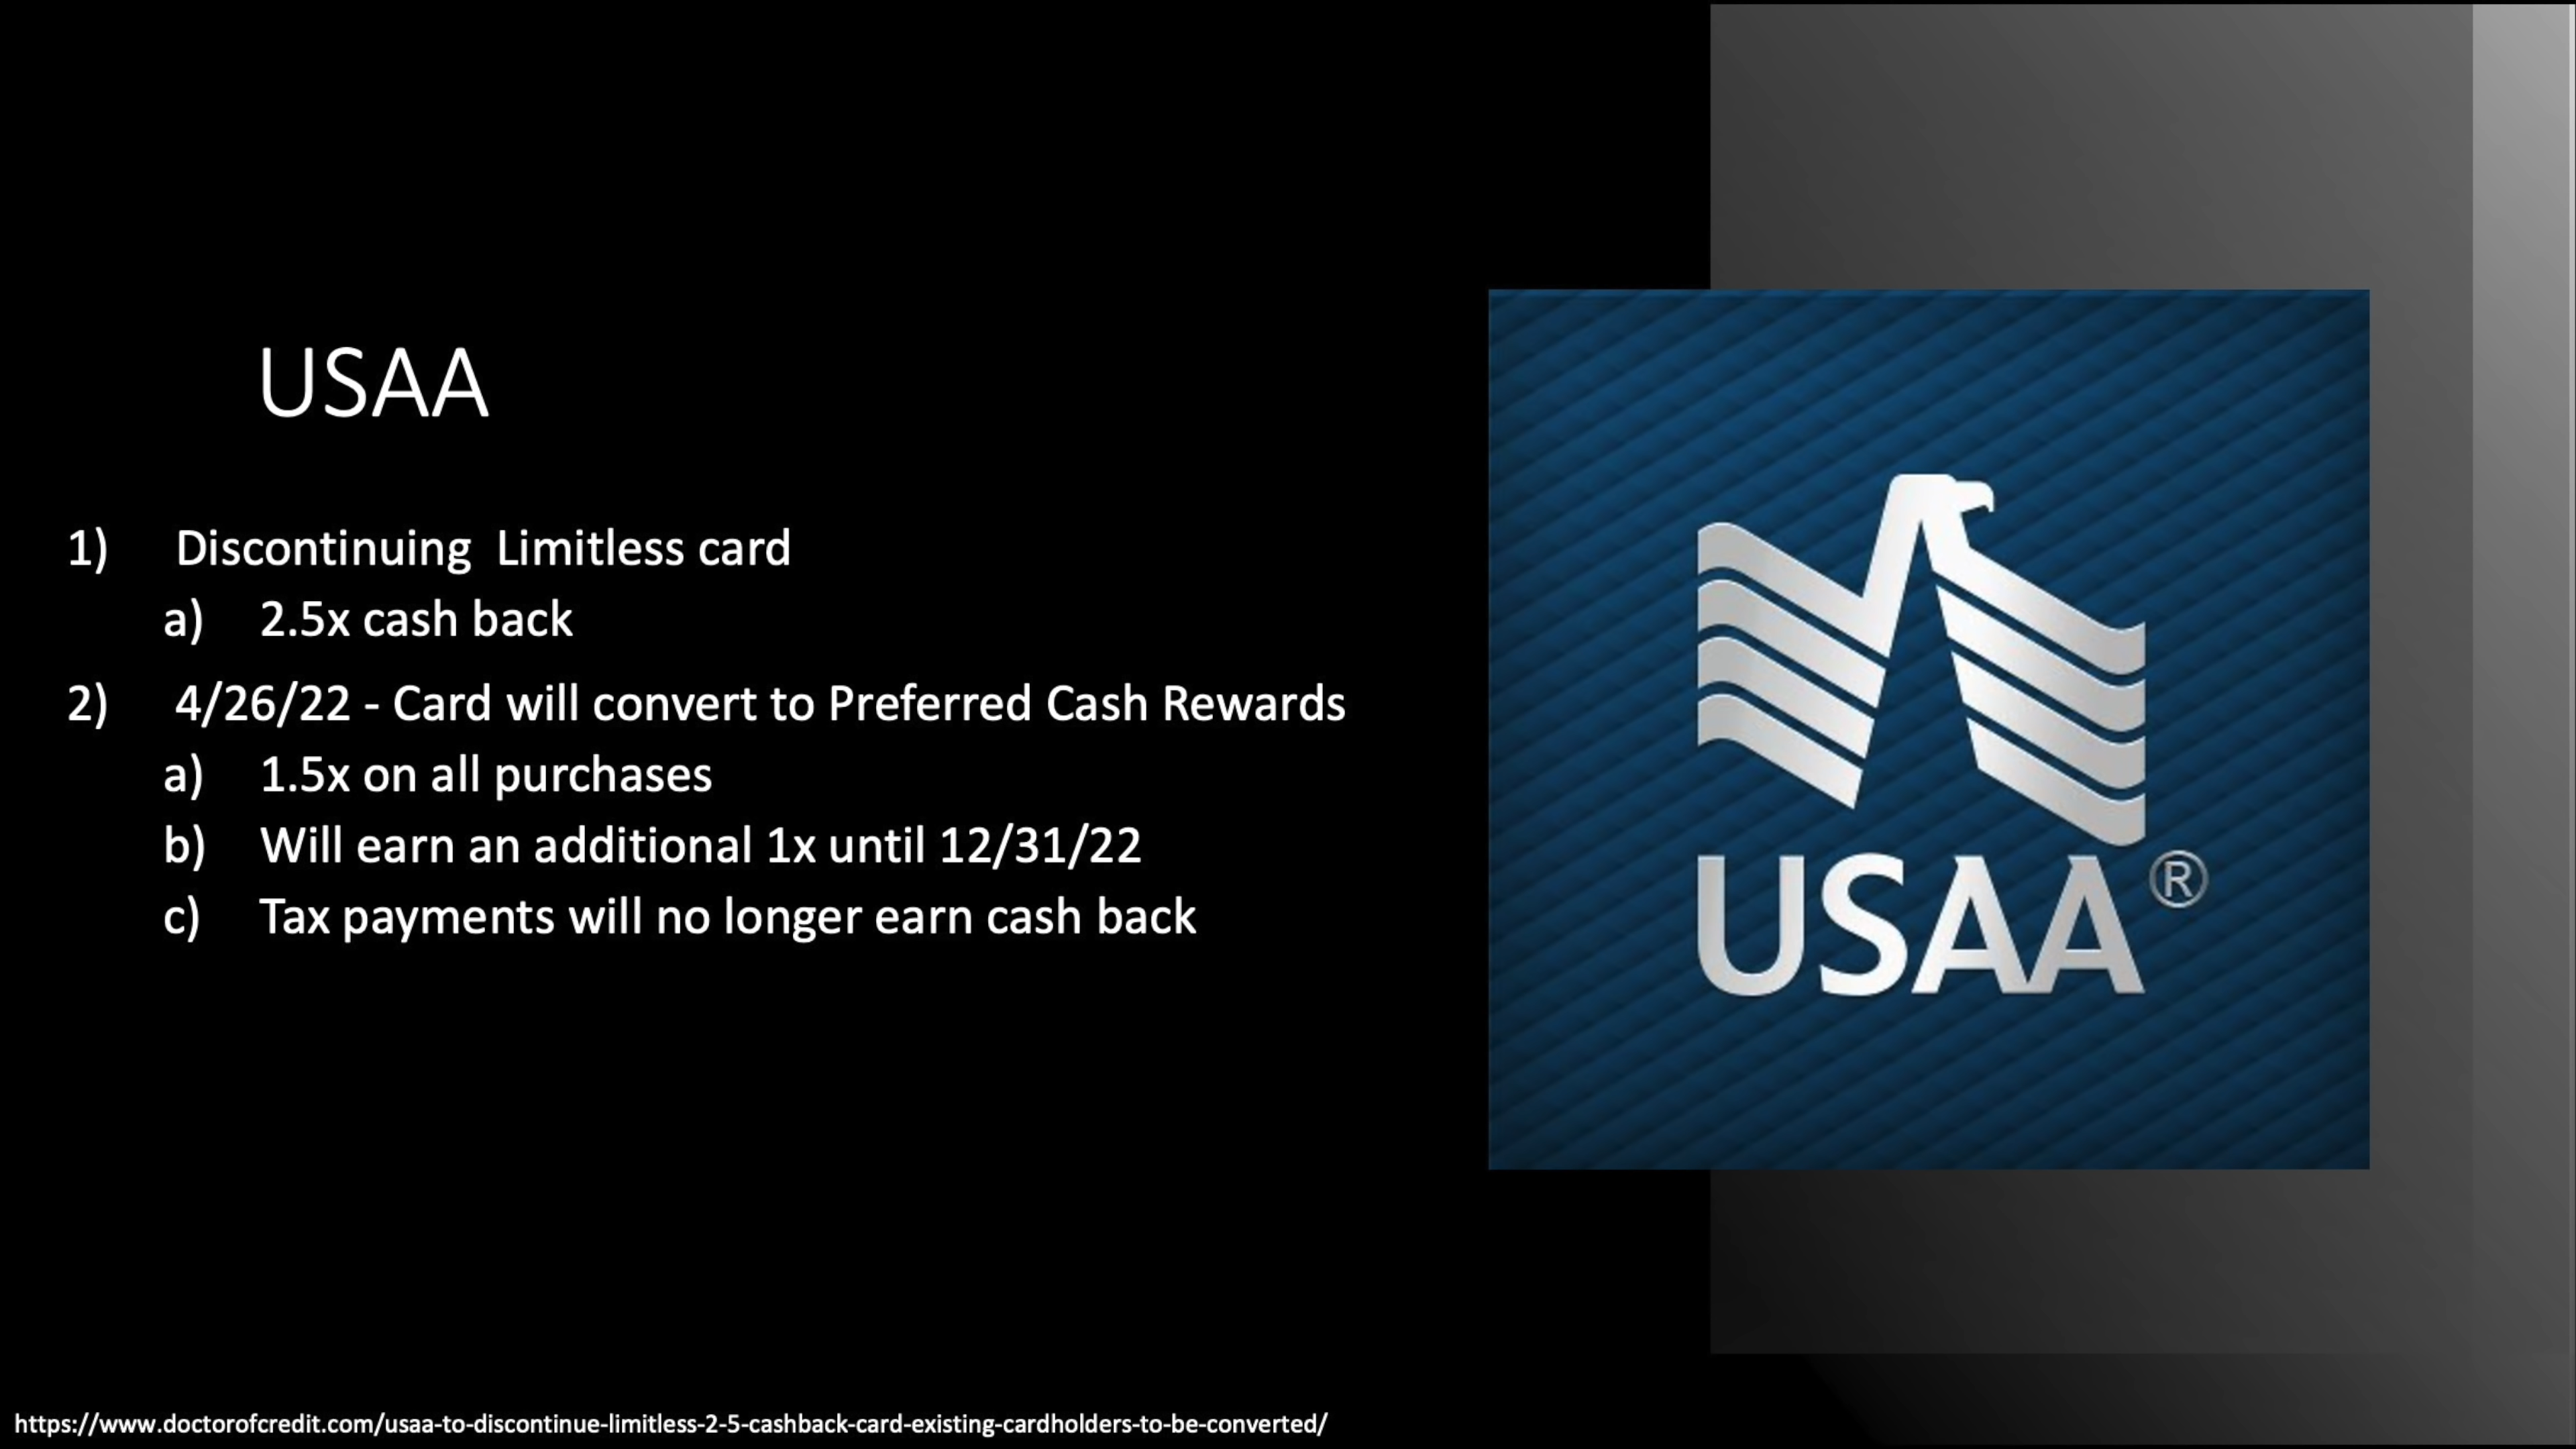 USAA
1) Discontinuing  Limitless card
a) 2.5x cash back
2) 4/26/22 - Card will convert to Preferred Cash Rewards
a) 1.5x on all purchases
b) Will earn an additional 1x until 12/31/22
c) Tax payments will no longer earn cash back
USAA®
https://www.doctorofcredit.com/usaa-to-discontinue-limitless-2-5-cashback-card-existing-cardholders-to-be-converted/